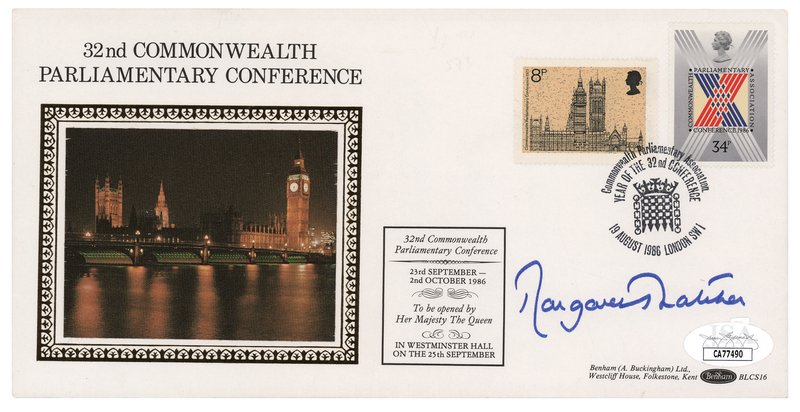 32nd COMMONWEALTH
PARLIAMENTARY CONFERENCE
8P
COMMONWEALTH
PARLIAMENTARY
ASSOCIATION
CONFERENCE 1986
34P
Commonwealth Parliamentary Association
YEAR OF THE 32nd CONFERENCE
19 AUGUST 1986 LONDON SW1
32nd Commonwealth
Parliamentary Conference
23rd SEPTEMBER —
2nd OCTOBER 1986
To be opened by
Her Majesty The Queen
IN WESTMINSTER HALL
ON THE 25th SEPTEMBER
Margaret Thatcher
JSA
CA77490
Benham (A. Buckingham) Ltd.,
Westcliff House, Folkestone, Kent
Benham
BLCS16